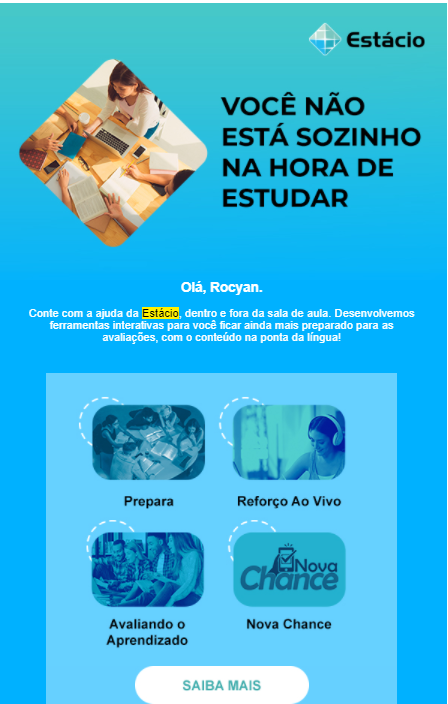 Estácio
VOCÊ NÃO
ESTÁ SOZINHO
NA HORA DE
ESTUDAR
Olá, Rocyan.
Conte com a ajuda da Estácio, dentro e fora da sala de aula. Desenvolvemos
ferramentas interativas para você ficar ainda mais preparado para as
avaliações, com o conteúdo na ponta da língua!
Prepara
Reforço Ao Vivo
Nova
Chance
Avaliando o
Aprendizado
Nova Chance
SAIBA MAIS